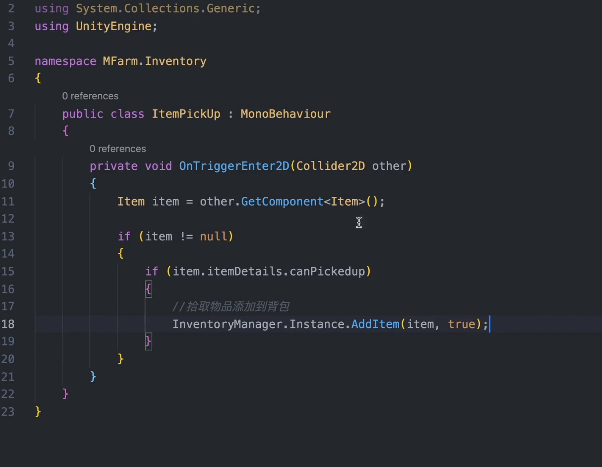 2 using System.Collections.Generic;
3 using UnityEngine;
4
5 namespace MFarm.Inventory
6 {
0 references
7 public class ItemPickUp : MonoBehaviour
8 {
0 references
9 private void OnTriggerEnter2D(Collider2D other)
10 {
11 Item item = other.GetComponent<Item>();
12
13 if (item != null)
14 {
15 if (item.itemDetails.canPickedup)
16 {
17 //拾取物品添加到背包
18 InventoryManager.Instance.AddItem(item, true);
19 }
20 }
21 }
22 }
23 }